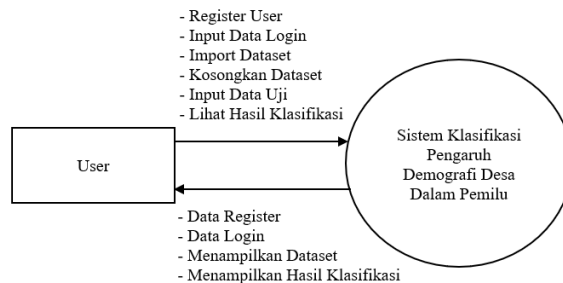 - Register User
- Input Data Login
- Import Dataset
- Kosongkan Dataset
- Input Data Uji
- Lihat Hasil Klasifikasi
User
Sistem Klasifikasi
Pengaruh
Demografi Desa
Dalam Pemilu
- Data Register
- Data Login
- Menampilkan Dataset
- Menampilkan Hasil Klasifikasi